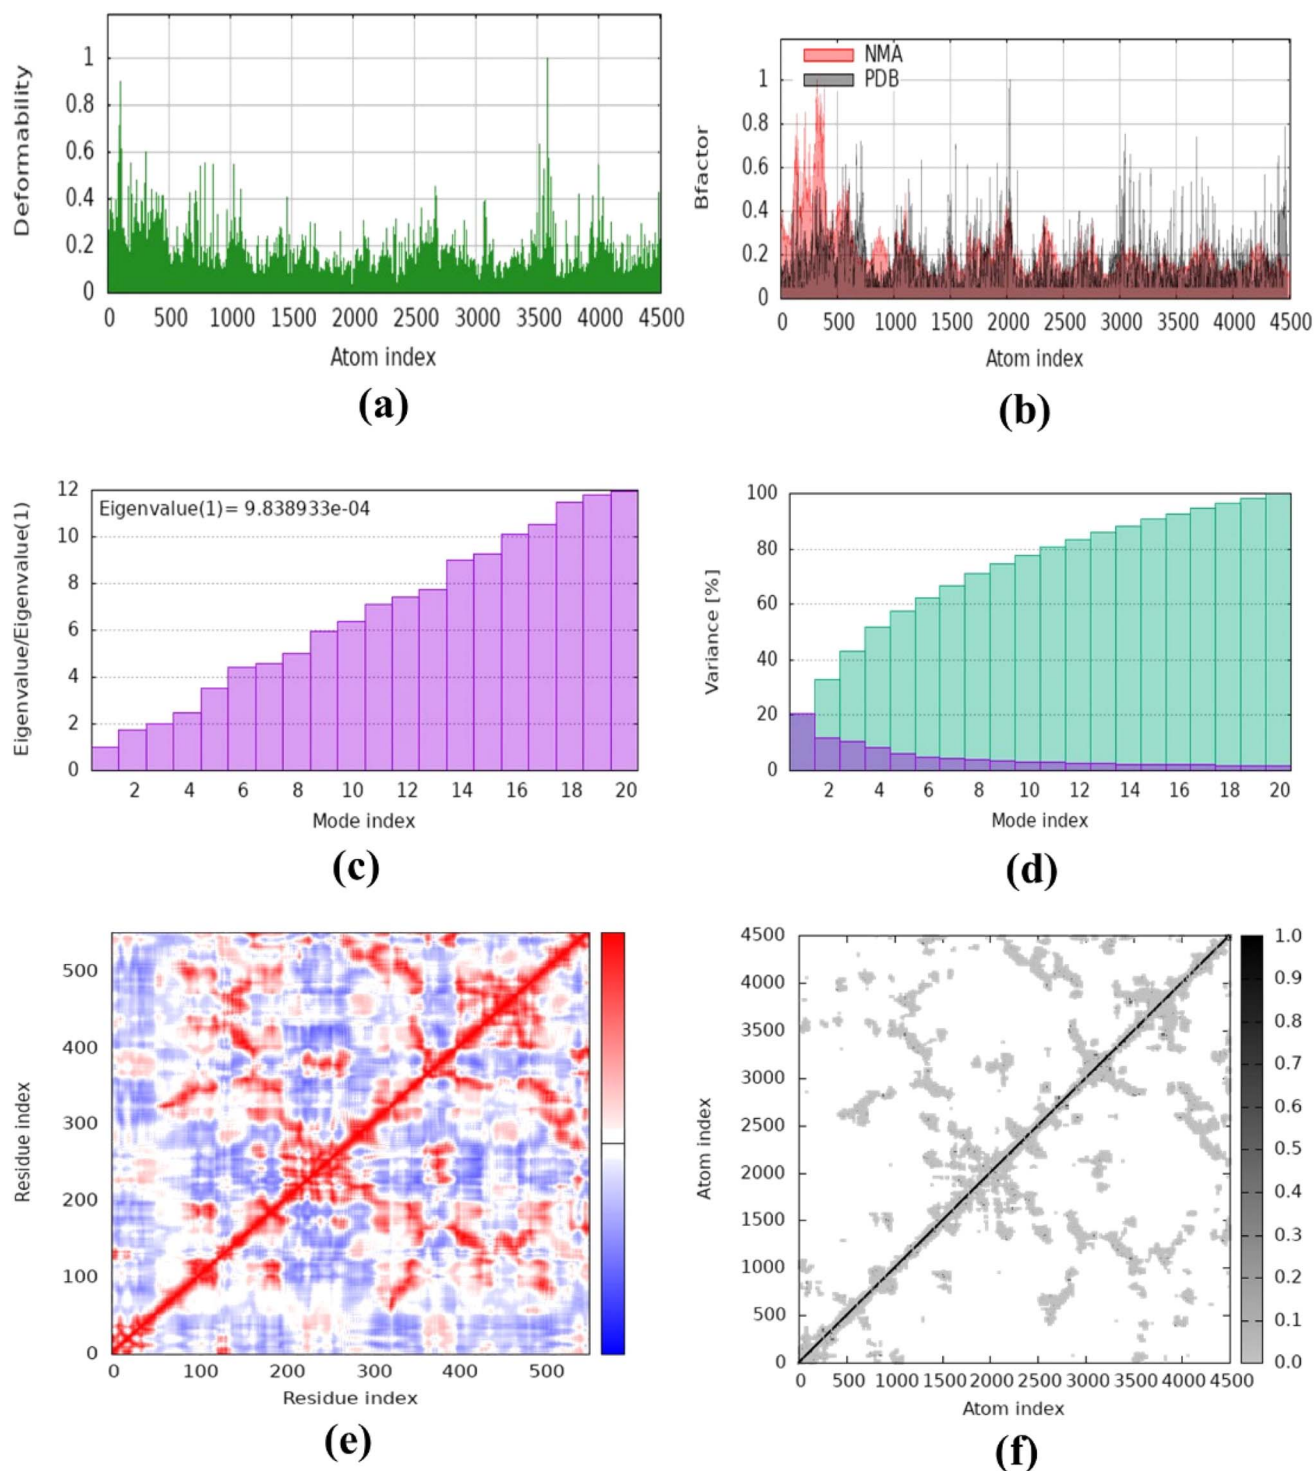 Deformability
1
0.8
0.6
0.4
0.2
0
0 500 1000 1500 2000 2500 3000 3500 4000 4500
Atom index
(a)
Bfactor
NMA
PDB
1
0.8
0.6
0.4
0.2
0
0 500 1000 1500 2000 2500 3000 3500 4000 4500
Atom index
(b)
Eigenvalue/Eigenvalue(1)
Eigenvalue(1)= 9.838933e-04
12
10
8
6
4
2
0
2 4 6 8 10 12 14 16 18 20
Mode index
(c)
Variance [%]
100
80
60
40
20
0
2 4 6 8 10 12 14 16 18 20
Mode index
(d)
Residue index
500
400
300
200
100
0
0 100 200 300 400 500
Residue index
(e)
Atom index
4500
4000
3500
3000
2500
2000
1500
1000
500
0
0 500 1000 1500 2000 2500 3000 3500 4000 4500
Atom index
1.0
0.9
0.8
0.7
0.6
0.5
0.4
0.3
0.2
0.1
0.0
(f)